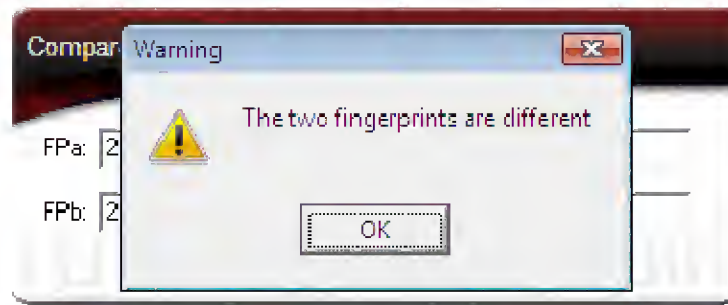 Compar
Warning
The two fingerprints are different
FPa: 2
FPb: 2
OK